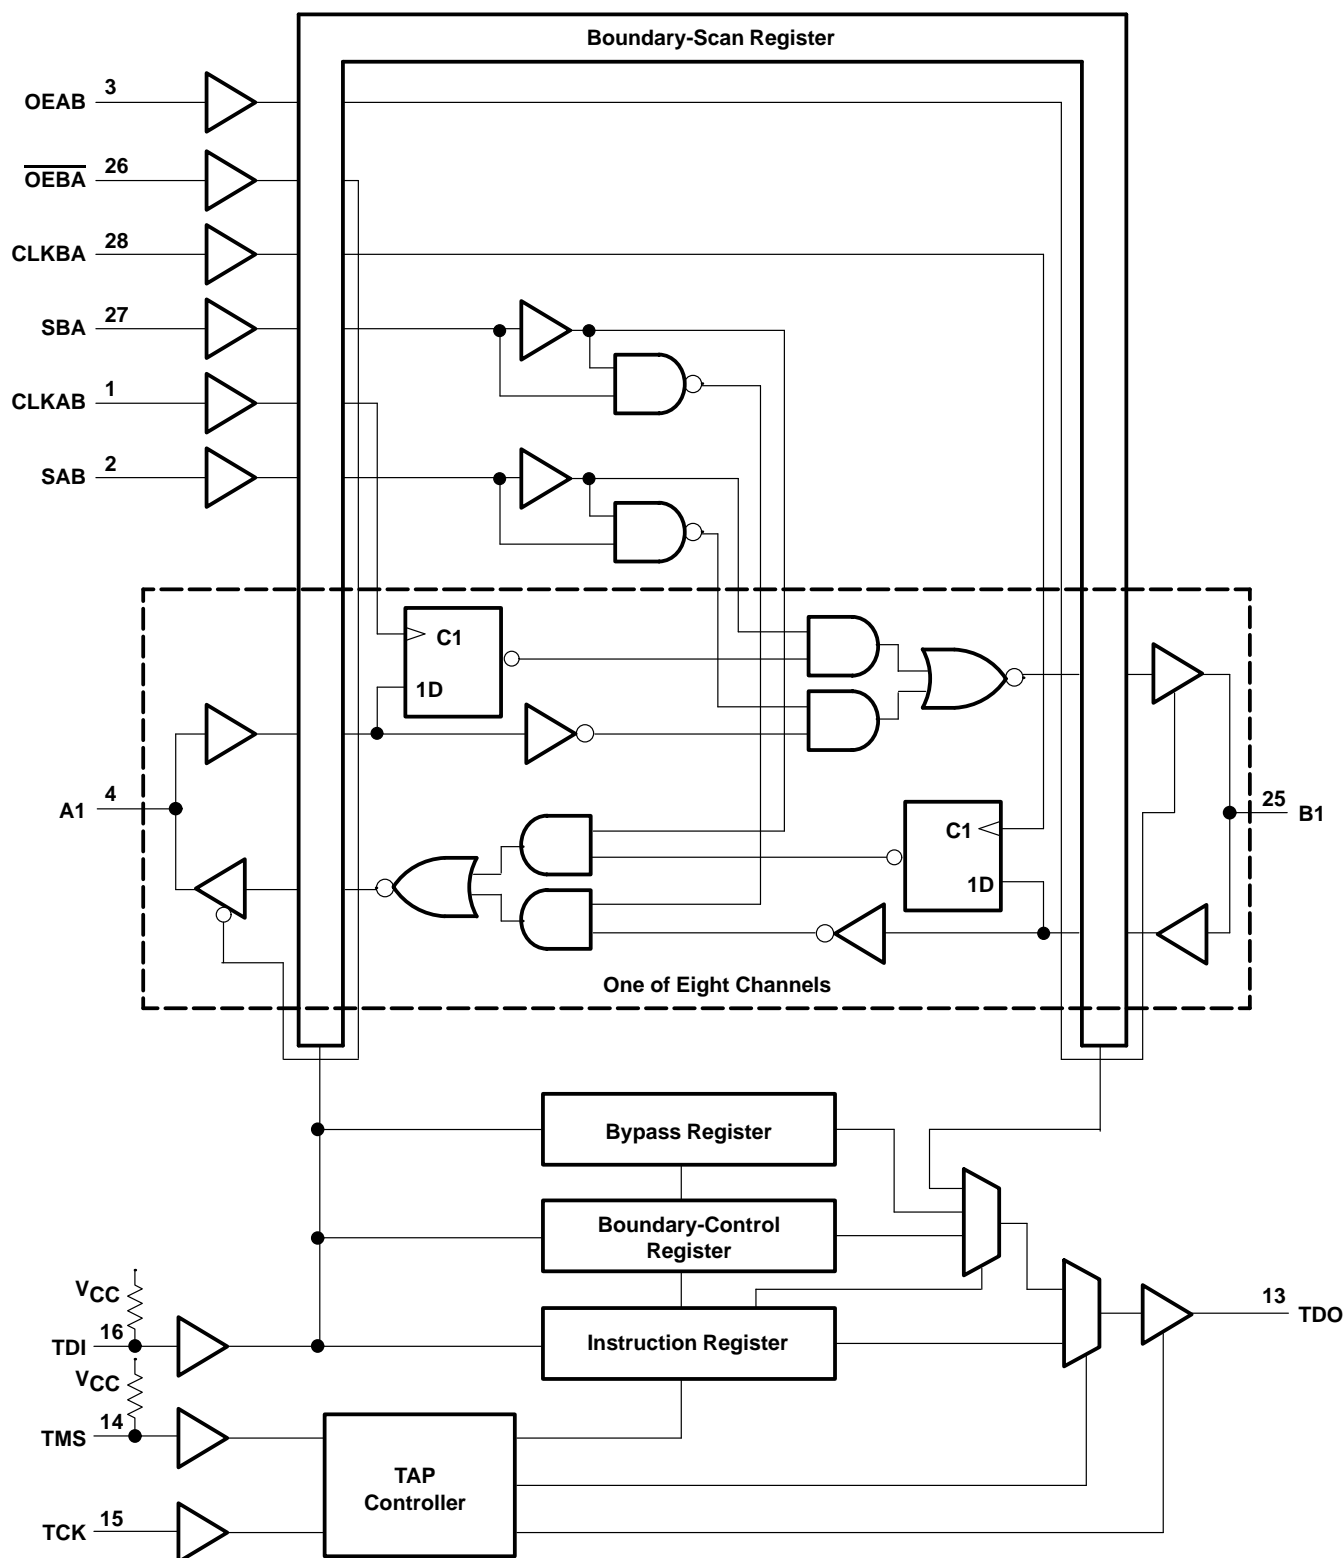 Boundary-Scan Register
OEAB 3
OEBA 26
CLKBA 28
SBA 27
CLKAB 1
SAB 2
C1
1D
A1 4
C1
1D
25 B1
One of Eight Channels
Bypass Register
Boundary-Control
Register
VCC
TDI 16
Instruction Register
13 TDO
VCC
TMS 14
TAP
Controller
TCK 15